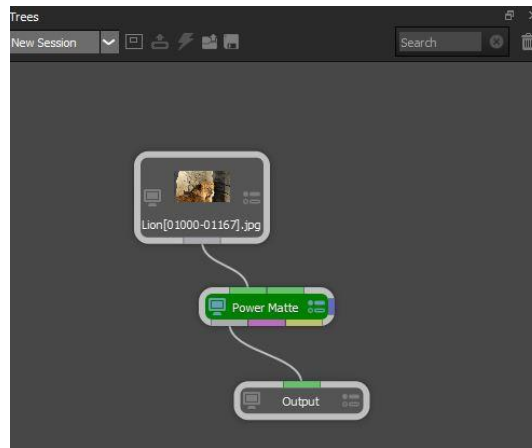 Trees
New Session
Search
Lion[01000-01167].jpg
Power Matte
Output